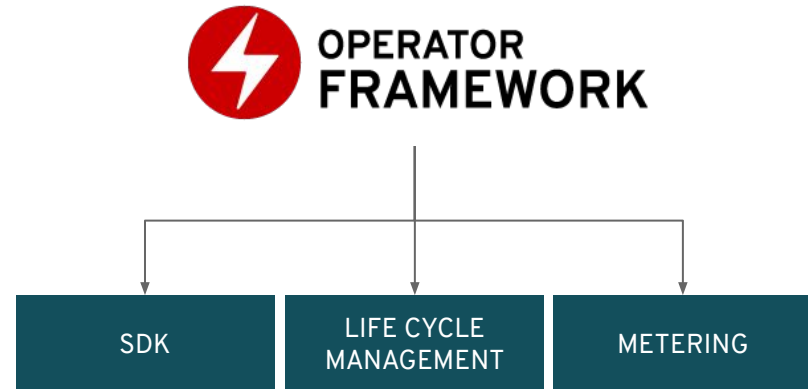 OPERATOR
FRAMEWORK
SDK
LIFE CYCLE
MANAGEMENT
METERING